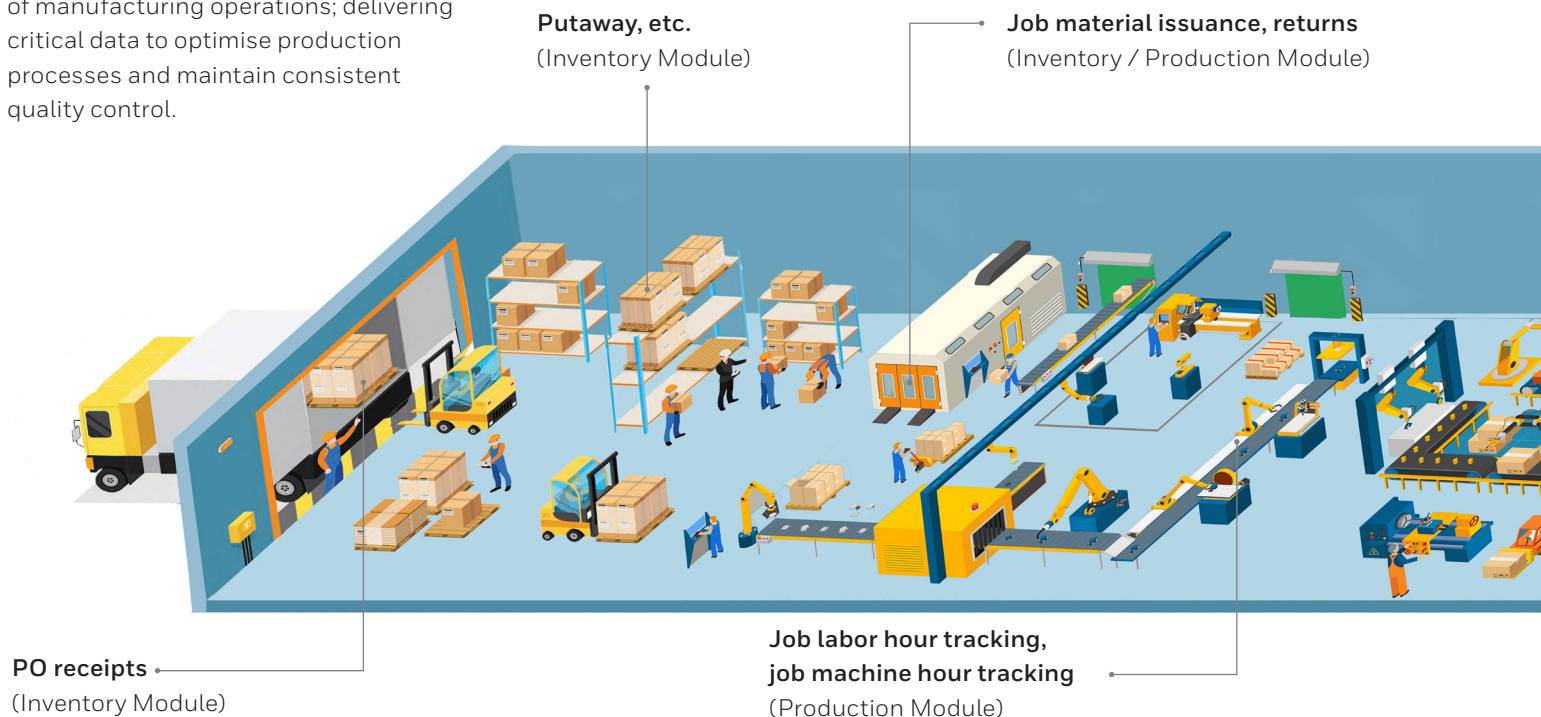 of manufacturing operations; delivering
critical data to optimise production
processes and maintain consistent
quality control.
Putaway, etc.
(Inventory Module)
Job material issuance, returns
(Inventory / Production Module)
PO receipts
(Inventory Module)
Job labor hour tracking,
job machine hour tracking
(Production Module)